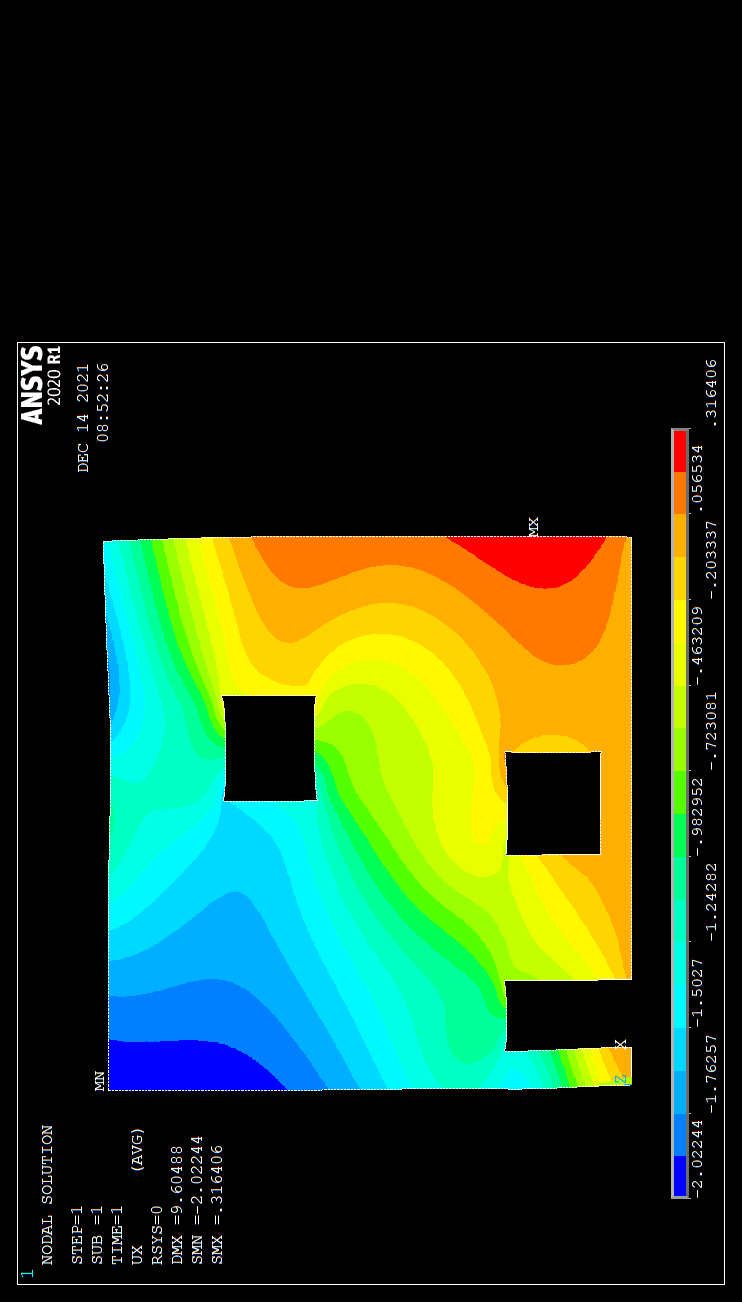 1
NODAL SOLUTION
STEP=1
SUB =1
TIME=1
UX (AVG)
RSYS=0
DMX =9.60488
SMN =-2.02244
SMX =.316406
ANSYS
2020 R1
DEC 14 2021
08:52:26
MN
MX
X
Z
-2.02244
-1.76257
-1.5027
-1.24282
-.982952
-.723081
-.463209
-.203337
.056534
.316406